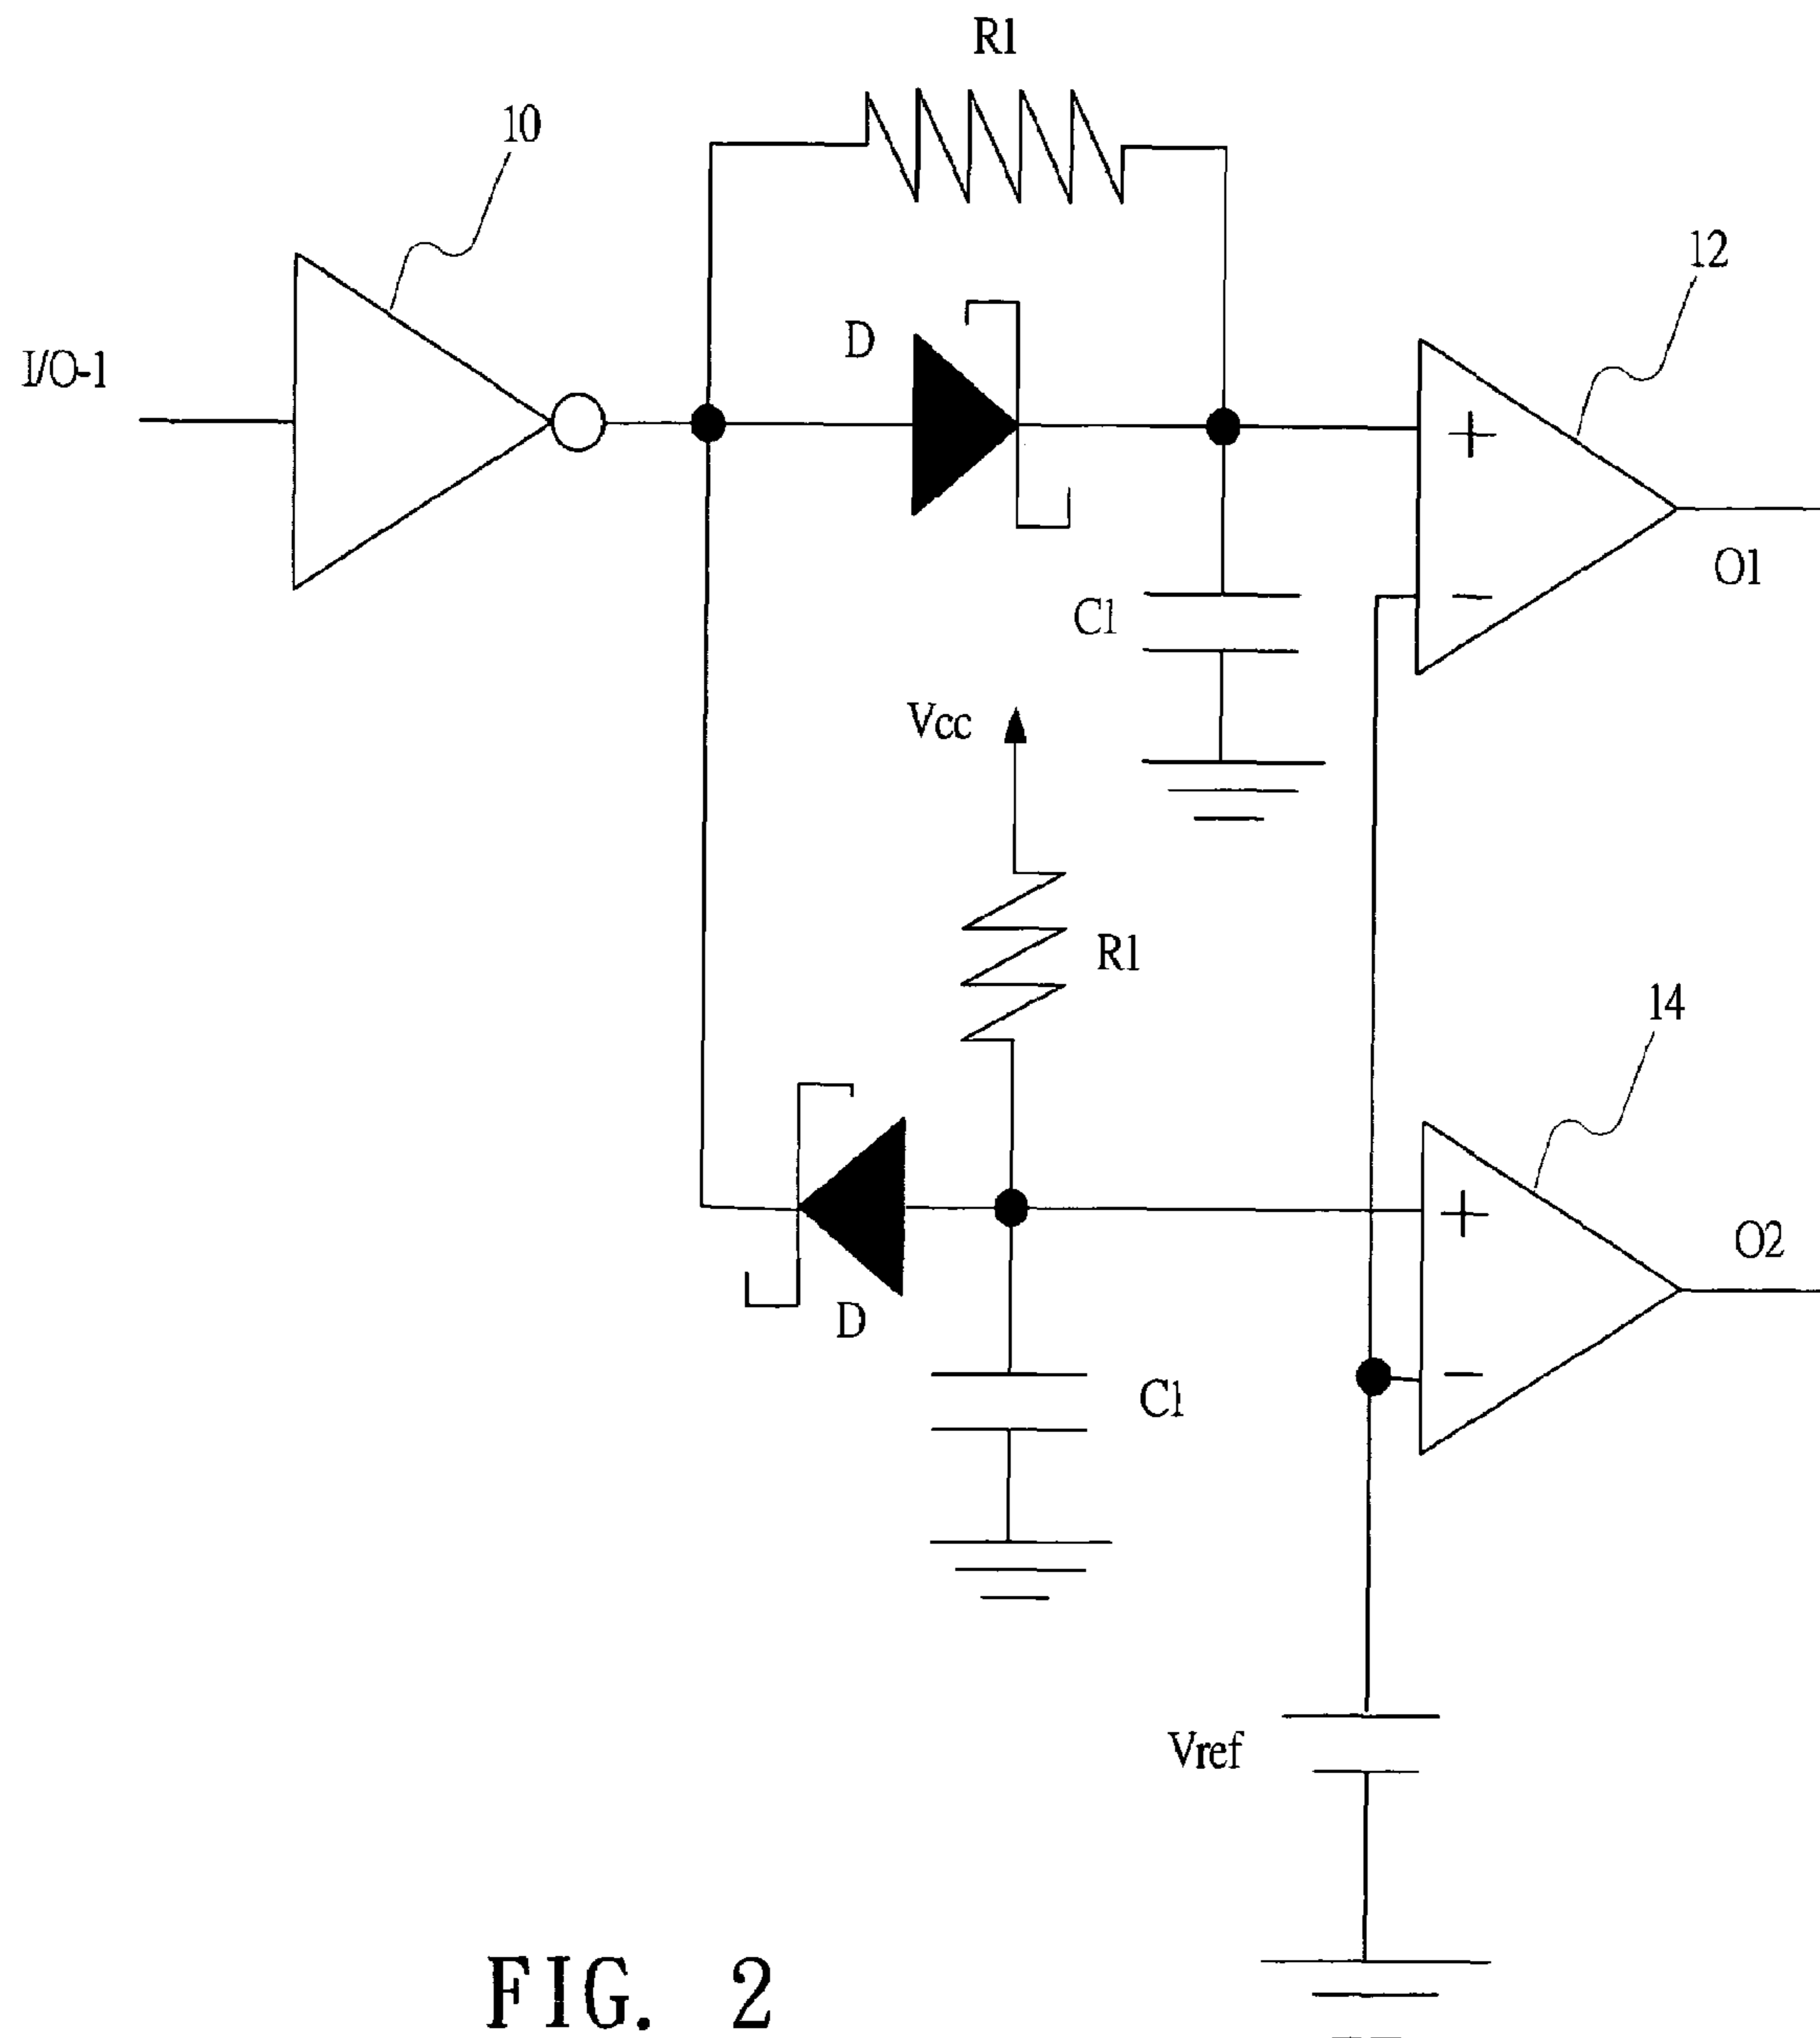 R1
10
12
I/O-1
D
+
−
O1
C1
Vcc
R1
14
+
O2
D
−
C1
Vref
FIG. 2